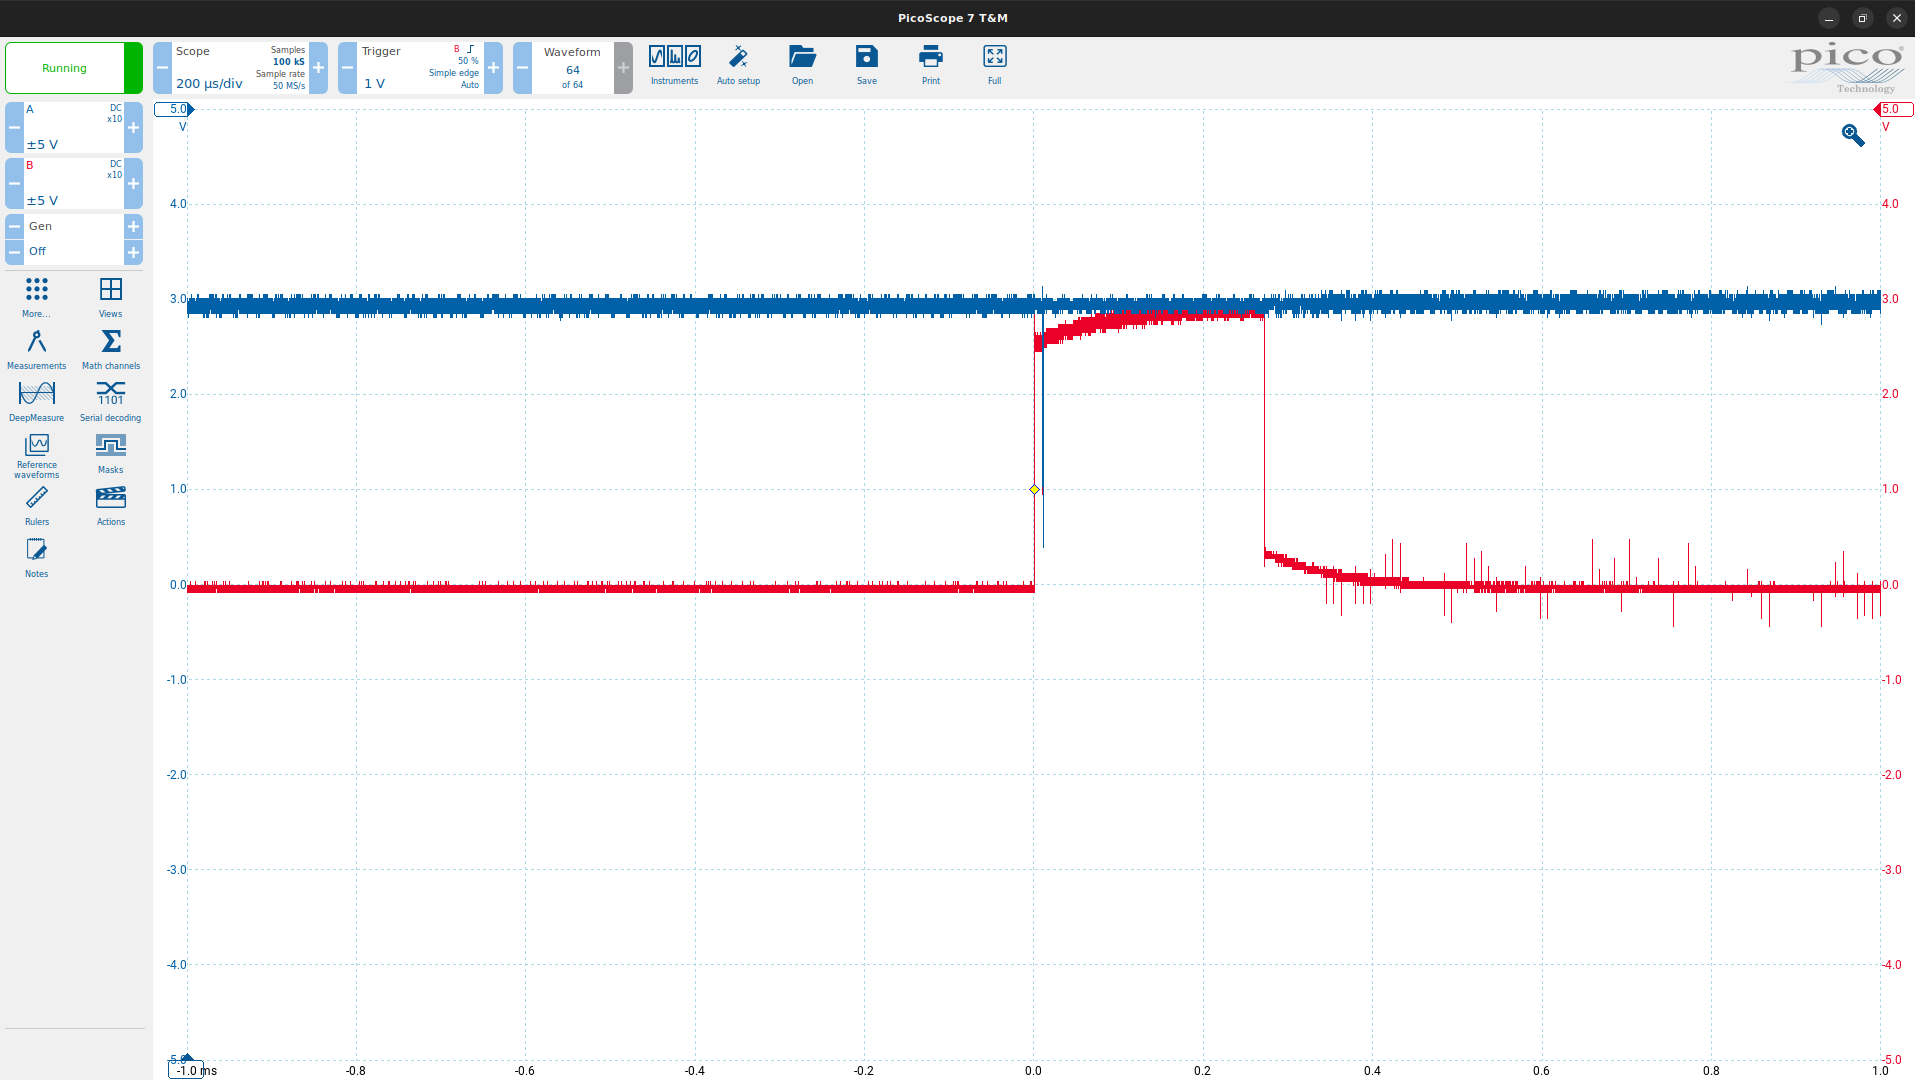 PicoScope 7 T&M
Running
Scope
Samples
100 kS
Sample rate
200 µs/div
50 MS/s
Trigger
B
50 %
Simple edge
1 V
Auto
Waveform
64
of 64
Instruments
Auto setup
Open
Save
Print
Full
pico
Technology
A
DC
x10
±5 V
B
DC
x10
±5 V
Gen
Off
More...
Views
Measurements
Math channels
DeepMeasure
1101
Serial decoding
Reference
waveforms
Masks
Rulers
Actions
Notes
5.0
V
4.0
3.0
2.0
1.0
0.0
-1.0
-2.0
-3.0
-4.0
-5.0
5.0
V
4.0
3.0
2.0
1.0
0.0
-1.0
-2.0
-3.0
-4.0
-5.0
-1.0 ms
-0.8
-0.6
-0.4
-0.2
0.0
0.2
0.4
0.6
0.8
1.0